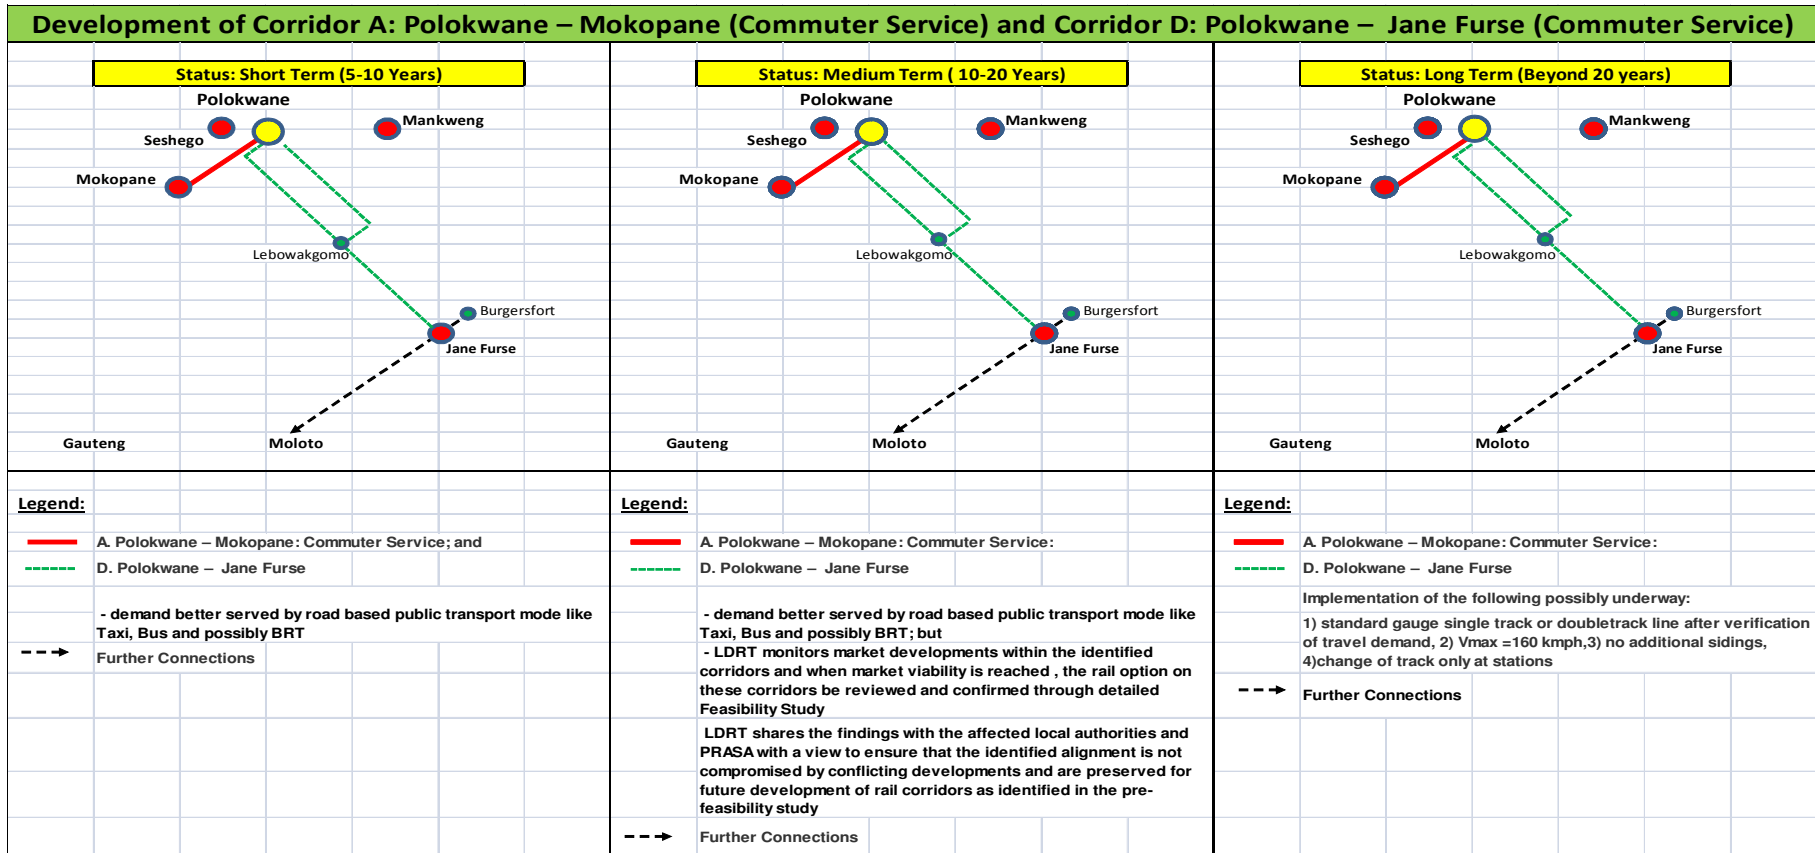 Development of Corridor A: Polokwane – Mokopane (Commuter Service) and Corridor D: Polokwane – Jane Furse (Commuter Service)
Status: Short Term (5-10 Years)
Polokwane
Mankweng
Seshego
Mokopane
Lebowakgomo
Burgersfort
Jane Furse
Gauteng
Moloto
Legend:
A. Polokwane – Mokopane: Commuter Service; and
D. Polokwane – Jane Furse
- demand better served by road based public transport mode like
Taxi, Bus and possibly BRT
Further Connections
Status: Medium Term ( 10-20 Years)
Polokwane
Mankweng
Seshego
Mokopane
Lebowakgomo
Burgersfort
Jane Furse
Gauteng
Moloto
Legend:
A. Polokwane – Mokopane: Commuter Service:
D. Polokwane – Jane Furse
- demand better served by road based public transport mode like
Taxi, Bus and possibly BRT; but
- LDRT monitors market developments within the identified
corridors and when market viability is reached , the rail option on
these corridors be reviewed and confirmed through detailed
Feasibility Study
LDRT shares the findings with the affected local authorities and
PRASA with a view to ensure that the identified alignment is not
compromised by conflicting developments and are preserved for
future development of rail corridors as identified in the pre-
feasibility study
Further Connections
Status: Long Term (Beyond 20 years)
Polokwane
Mankweng
Seshego
Mokopane
Lebowakgomo
Burgersfort
Jane Furse
Gauteng
Moloto
Legend:
A. Polokwane – Mokopane: Commuter Service:
D. Polokwane – Jane Furse
Implementation of the following possibly underway:
1) standard gauge single track or doubletrack line after verification
of travel demand, 2) Vmax =160 kmph,3) no additional sidings,
4)change of track only at stations
Further Connections